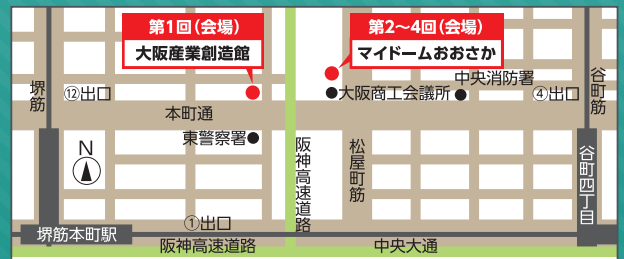 第1回(会場)
大阪産業創造館
第2〜4回(会場)
マイドームおおさか
中央消防署
堺筋
⑫出口
大阪商工会議所
④出口
谷町筋
本町通
東警察署
N
阪神高速道路
松屋町筋
谷町四丁目
①出口
堺筋本町駅
阪神高速道路
中央大通